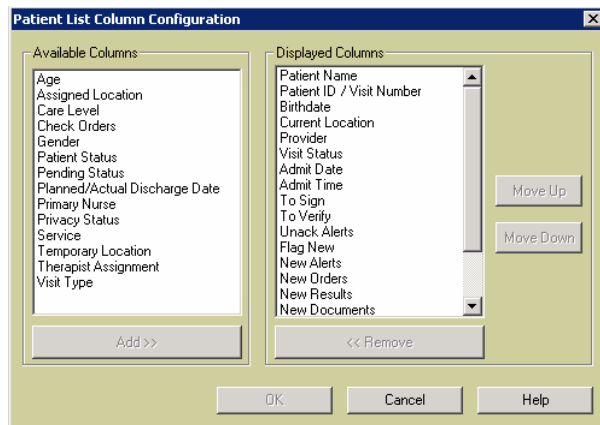 Patient List Column Configuration
Available Columns
Age
Assigned Location
Care Level
Check Orders
Gender
Patient Status
Pending Status
Planned/Actual Discharge Date
Primary Nurse
Privacy Status
Service
Temporary Location
Therapist Assignment
Visit Type
Add >>
Displayed Columns
Patient Name
Patient ID / Visit Number
Birthdate
Current Location
Provider
Visit Status
Admit Date
Admit Time
To Sign
To Verify
Unack Alerts
Flag New
New Alerts
New Orders
New Results
New Documents
<< Remove
Move Up
Move Down
OK
Cancel
Help